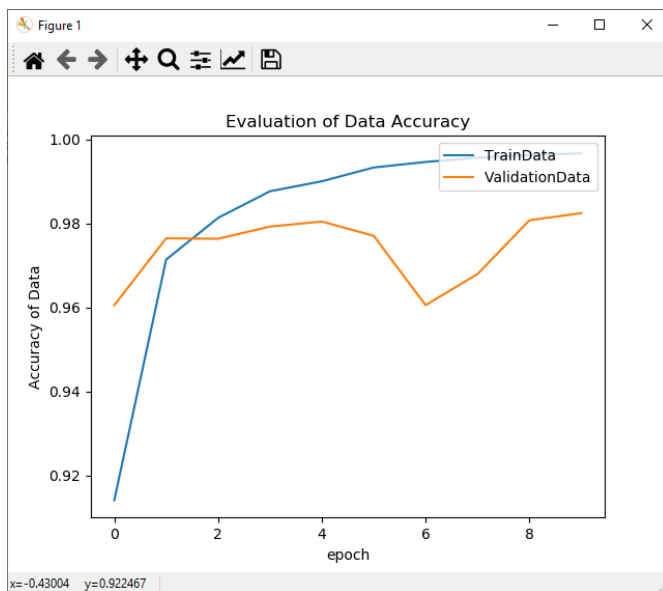 Figure 1
Evaluation of Data Accuracy
1.00
0.98
0.96
0.94
0.92
Accuracy of Data
TrainData
ValidationData
0 2 4 6 8
epoch
x=-0.43004 y=0.922467